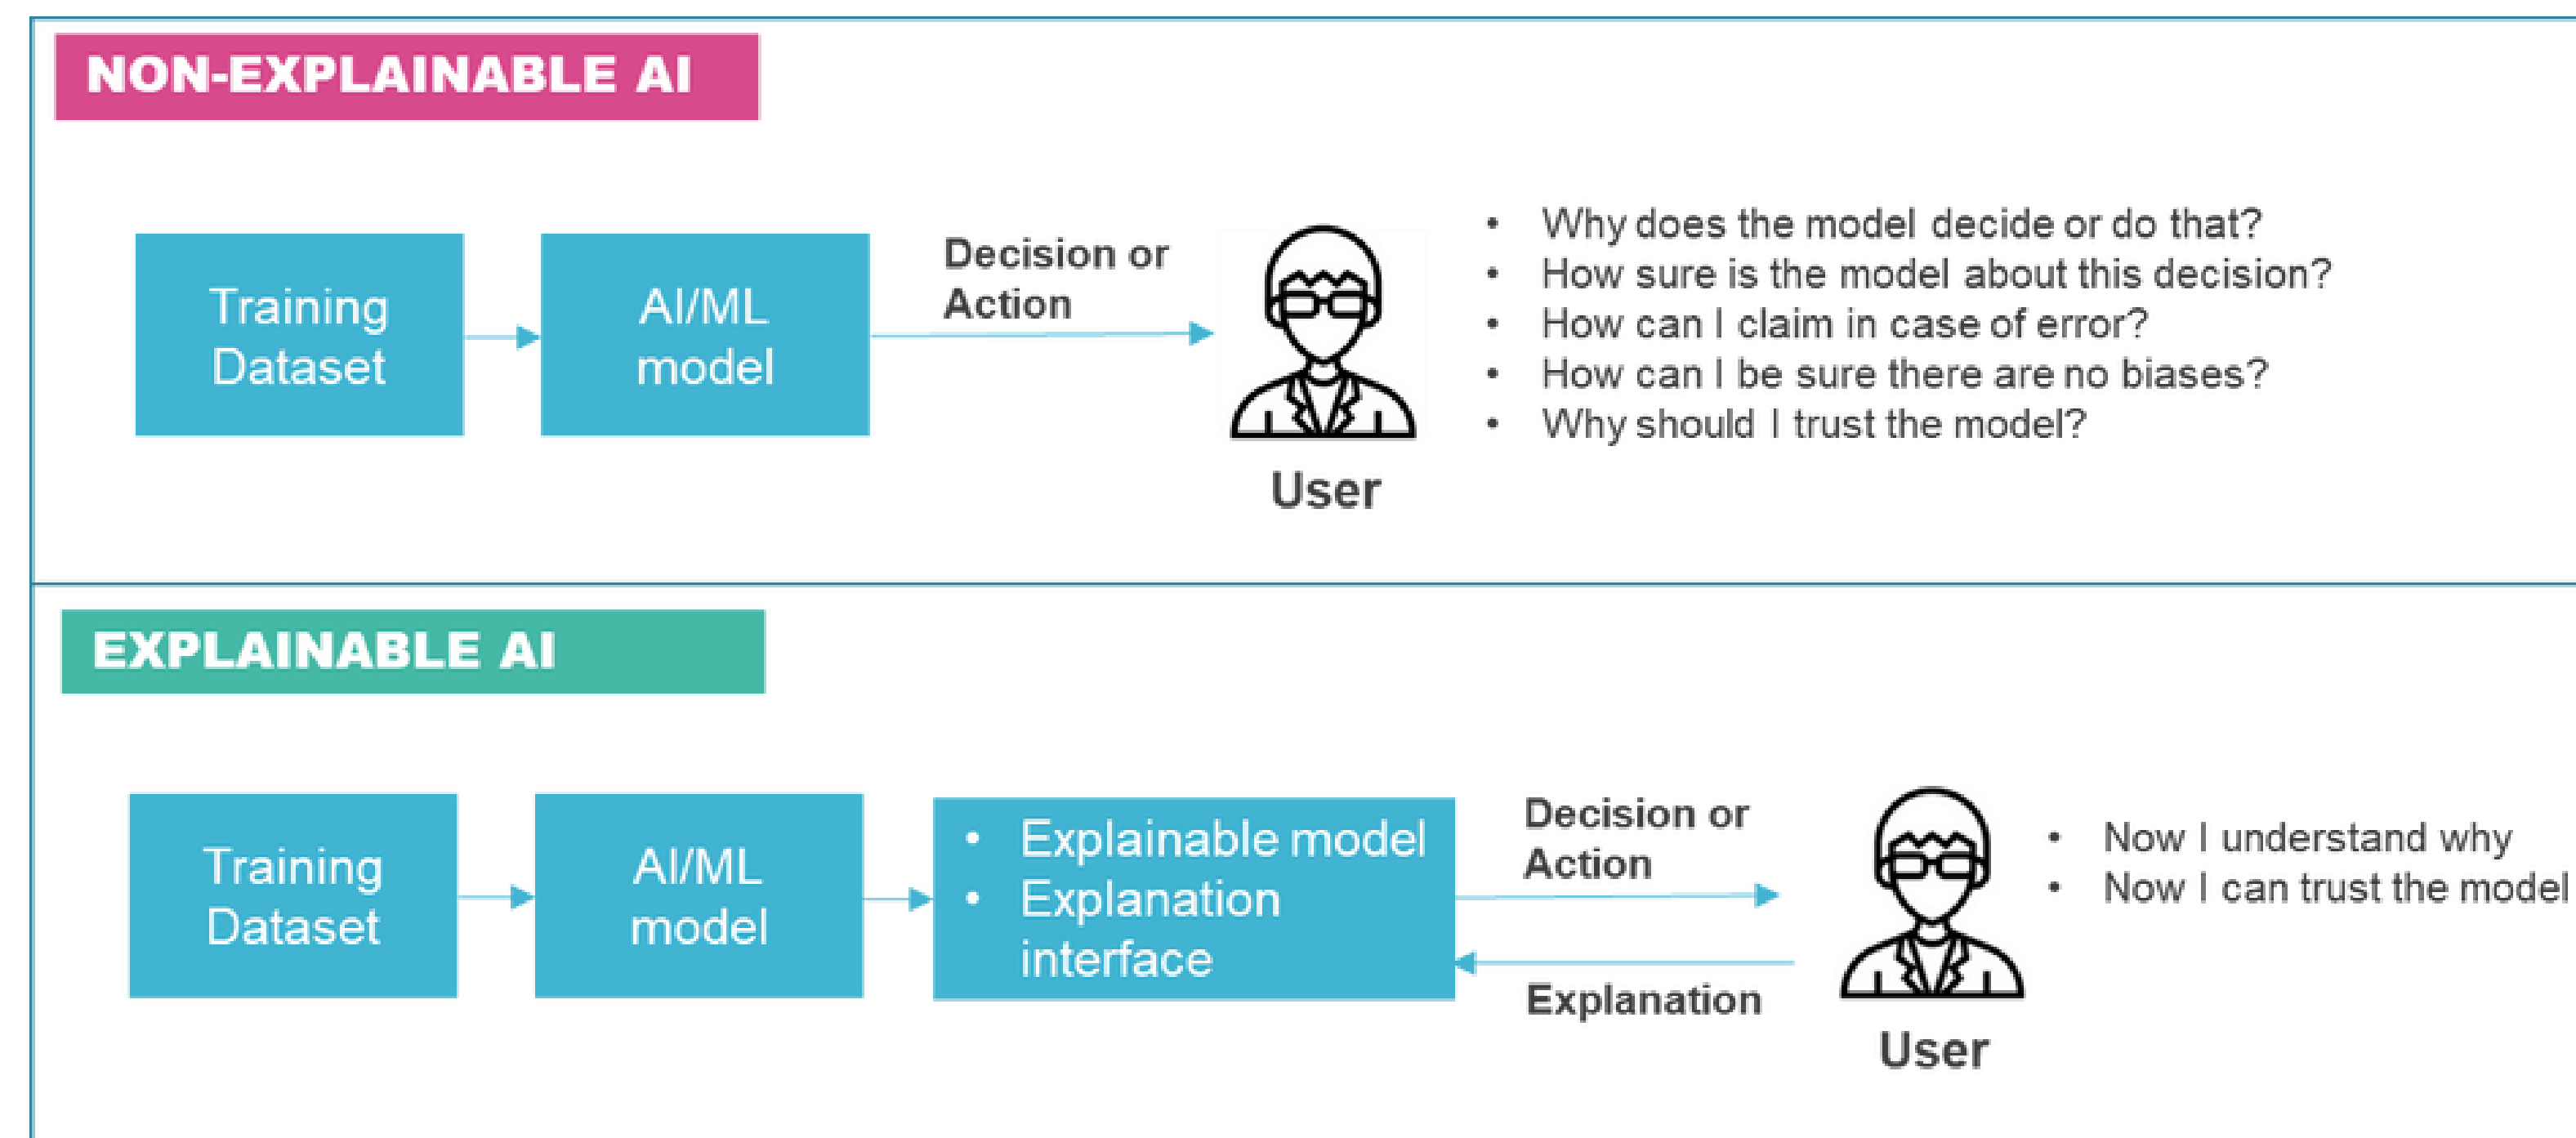 NON-EXPLAINABLE AI
Training
Dataset
AI/ML
model
Decision or
Action
User
• Why does the model decide or do that?
• How sure is the model about this decision?
• How can I claim in case of error?
• How can I be sure there are no biases?
• Why should I trust the model?
EXPLAINABLE AI
Training
Dataset
AI/ML
model
• Explainable model
• Explanation
interface
Decision or
Action
Explanation
User
• Now I understand why
• Now I can trust the model